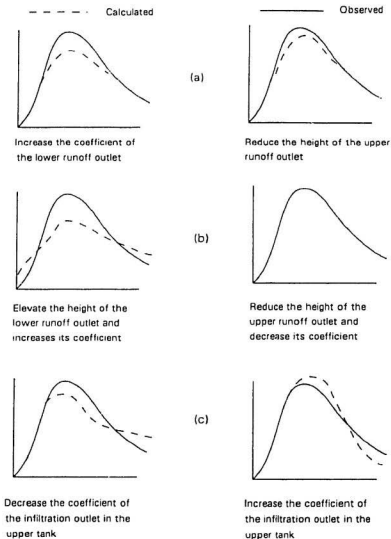 Calculated
Observed
(a)
Increase the coefficient of
the lower runoff outlet
Reduce the height of the upper
runoff outlet
(b)
Elevate the height of the
lower runoff outlet and
increases its coefficient
Reduce the height of the
upper runoff outlet and
decrease its coefficient
(c)
Decrease the coefficient of
the infiltration outlet in the
upper tank
Increase the coefficient of
the infiltration outlet in the
upper tank